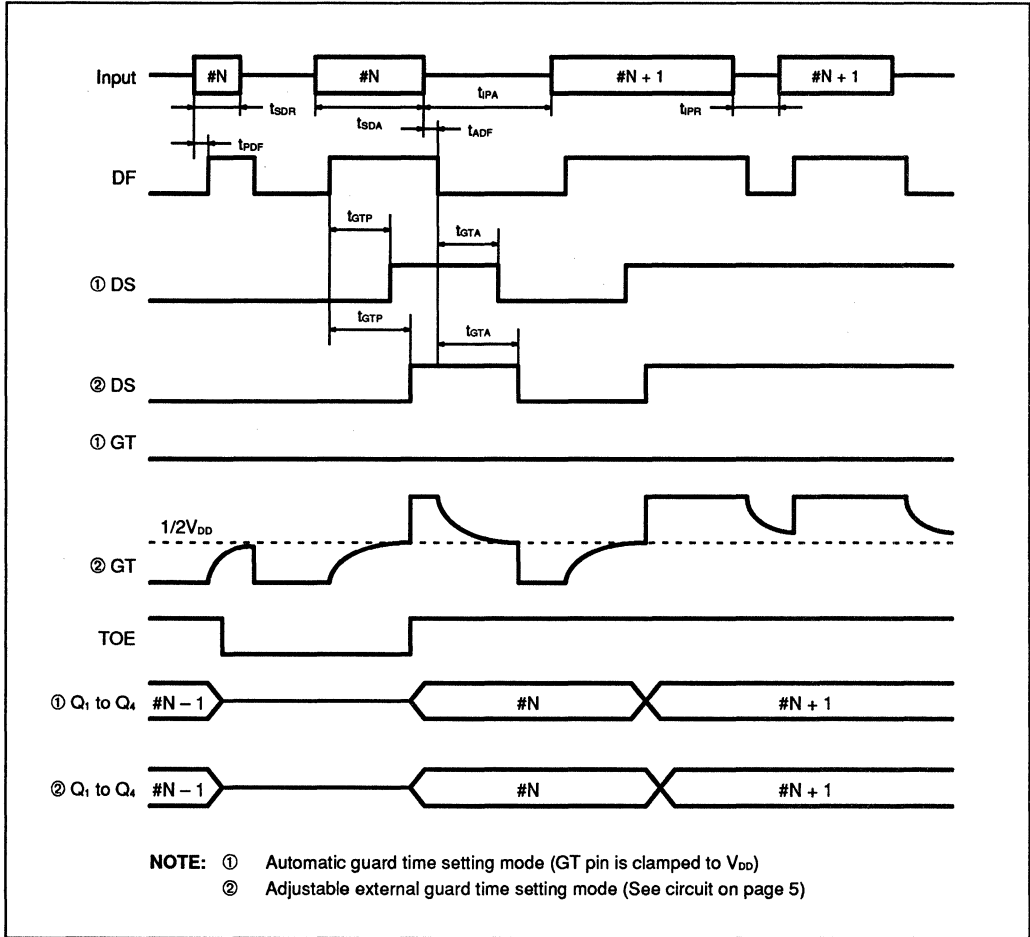 Input #N #N #N + 1 #N + 1
tSDR tIPA tIPR
tSDA tADF
tPDF
DF
tGTP tGTA
① DS
tGTP tGTA
② DS
① GT
1/2VDD
② GT
TOE
① Q1 to Q4 #N – 1 #N #N + 1
② Q1 to Q4 #N – 1 #N #N + 1
NOTE: ① Automatic guard time setting mode (GT pin is clamped to VDD)
② Adjustable external guard time setting mode (See circuit on page 5)